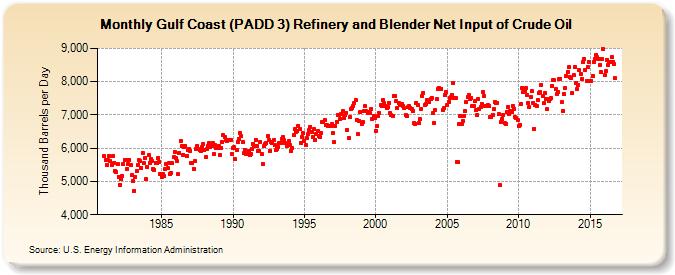 Monthly Gulf Coast (PADD 3) Refinery and Blender Net Input of Crude Oil
Thousand Barrels per Day
9,000
8,000
7,000
6,000
5,000
4,000
1985 1990 1995 2000 2005 2010 2015
Source: U.S. Energy Information Administration